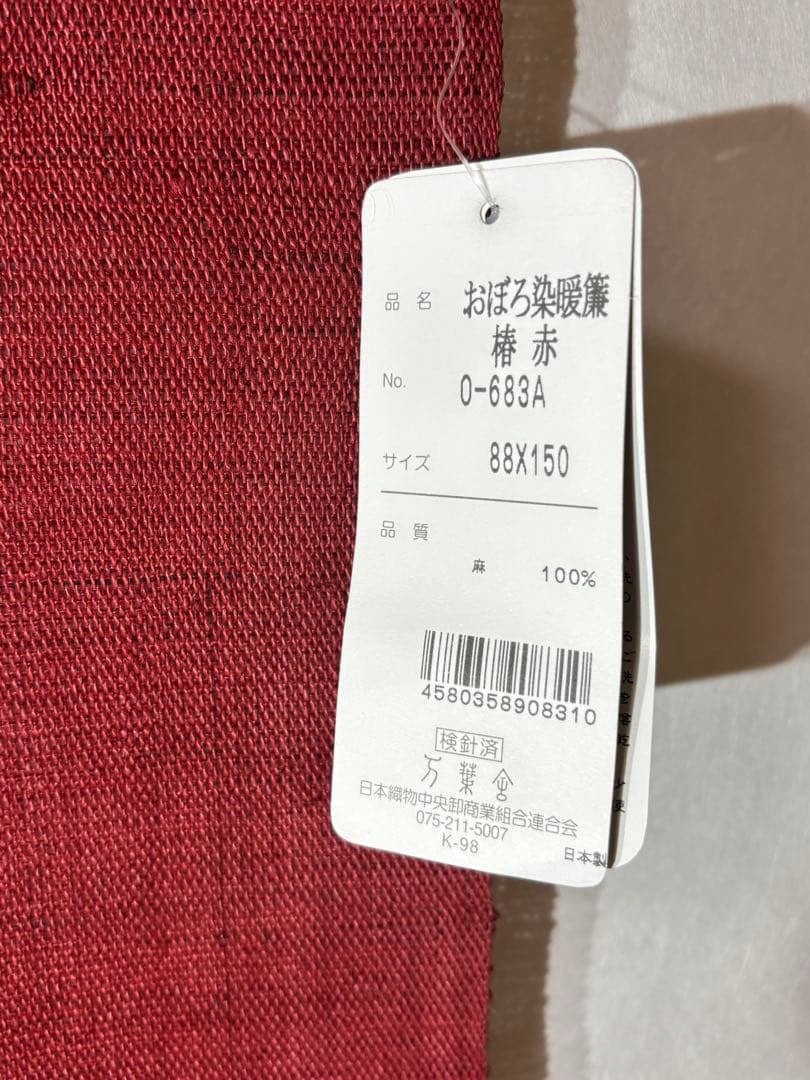 品名 おぼろ染暖簾
椿 赤
No. 0-683A
サイズ 88X150
品質
麻 100%
4580358908310
検針済
万葉舎
日本織物中央卸商業組合連合会
075-211-5007
K-98
日本製